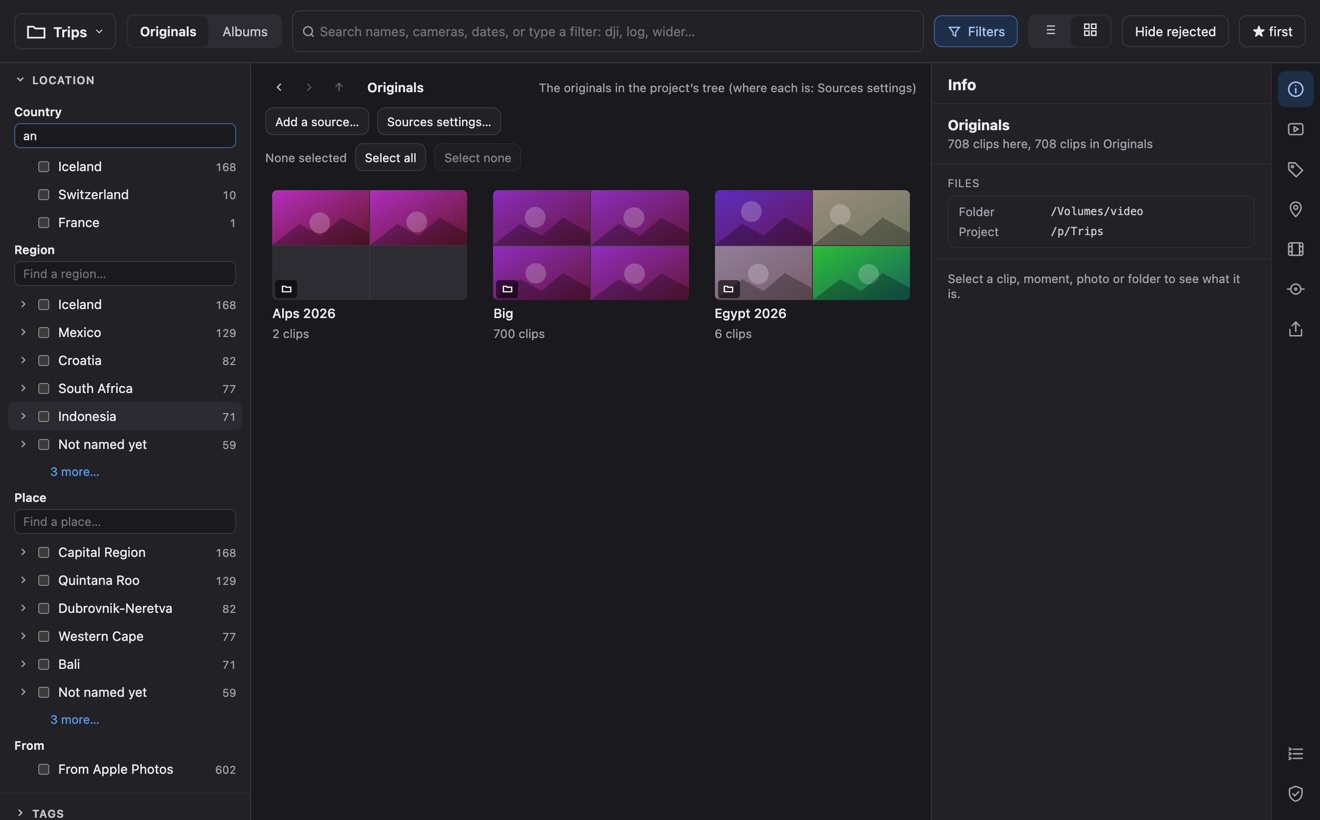 Trips
Originals
Albums
Search names, cameras, dates, or type a filter: dji, log, wider...
Filters
Hide rejected
★ first
LOCATION
Country
an
Iceland 168
Switzerland 10
France 1
Region
Find a region...
Iceland 168
Mexico 129
Croatia 82
South Africa 77
Indonesia 71
Not named yet 59
3 more...
Place
Find a place...
Capital Region 168
Quintana Roo 129
Dubrovnik-Neretva 82
Western Cape 77
Bali 71
Not named yet 59
3 more...
From
From Apple Photos 602
TAGS
Originals
The originals in the project's tree (where each is: Sources settings)
Add a source...
Sources settings...
None selected
Select all
Select none
Alps 2026
2 clips
Big
700 clips
Egypt 2026
6 clips
Info
Originals
708 clips here, 708 clips in Originals
FILES
Folder /Volumes/video
Project /p/Trips
Select a clip, moment, photo or folder to see what it
is.